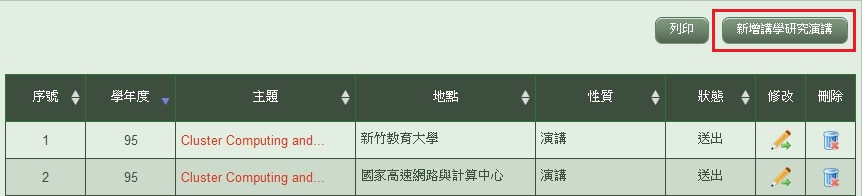 列印 新增講學研究演講
序號 學年度 主題 地點 性質 狀態 修改 刪除
1 95 Cluster Computing and... 新竹教育大學 演講 送出
2 95 Cluster Computing and... 國家高速網路與計算中心 演講 送出